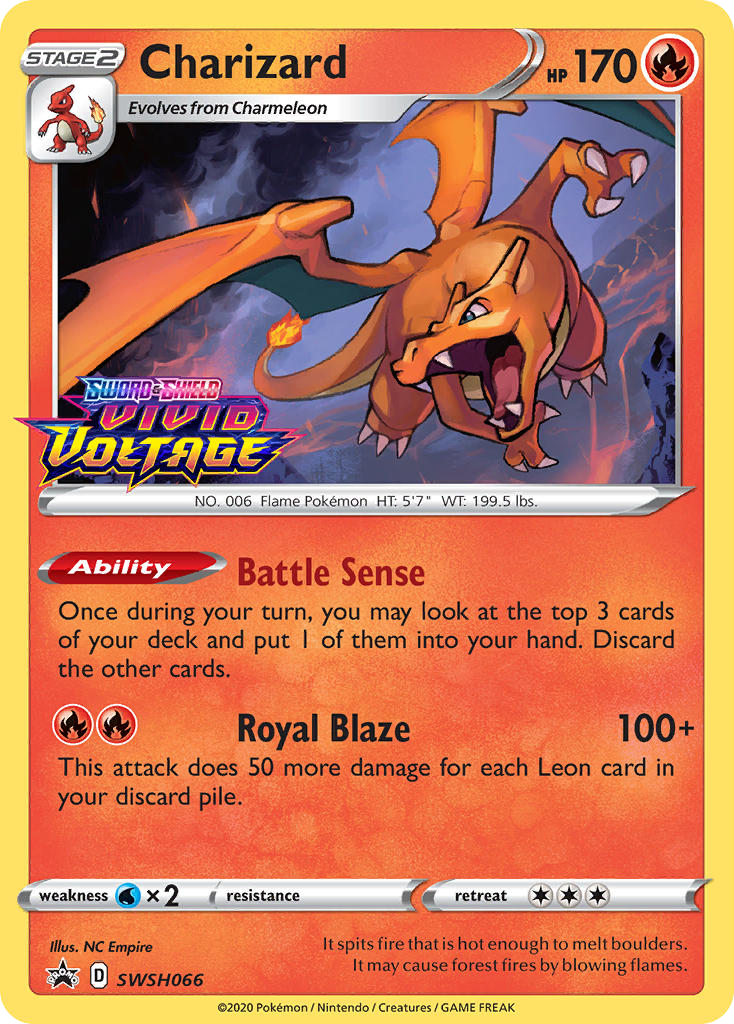 STAGE 2
Charizard
HP 170
Evolves from Charmeleon
SWORD & SHIELD
VIVID
VOLTAGE
NO. 006 Flame Pokémon HT: 5'7" WT: 199.5 lbs.
Ability Battle Sense
Once during your turn, you may look at the top 3 cards
of your deck and put 1 of them into your hand. Discard
the other cards.
Royal Blaze 100+
This attack does 50 more damage for each Leon card in
your discard pile.
weakness ×2 resistance retreat
Illus. NC Empire
It spits fire that is hot enough to melt boulders.
It may cause forest fires by blowing flames.
PROMO D SWSH066
©2020 Pokémon / Nintendo / Creatures / GAME FREAK